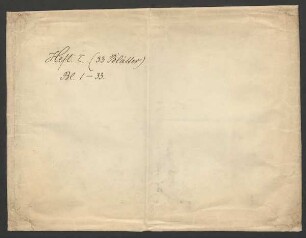 Heft. I. (33 Blätter)
Bl. 1–33.